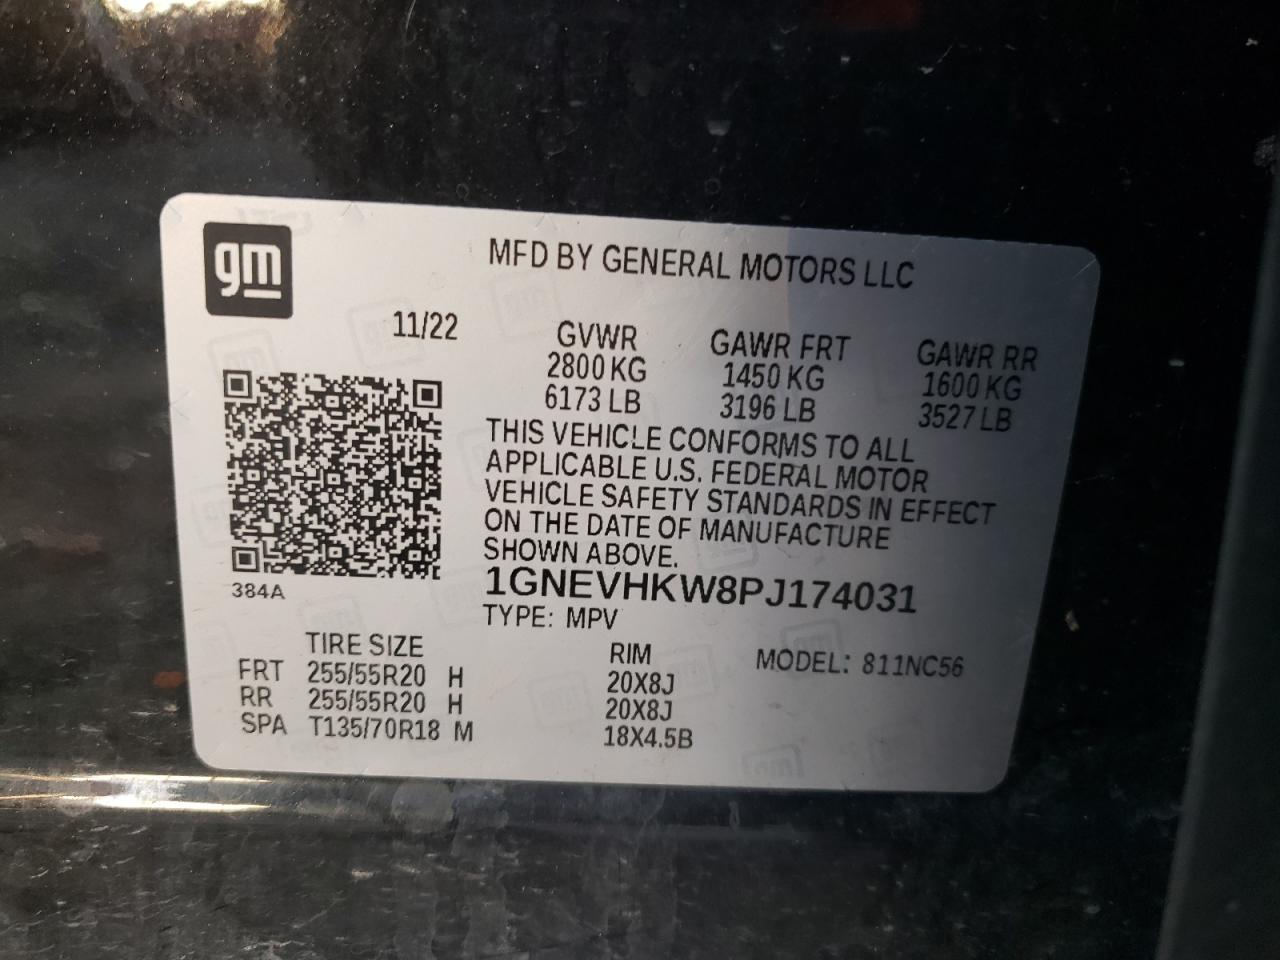 gm
MFD BY GENERAL MOTORS LLC
11/22
GVWR GAWR FRT GAWR RR
2800 KG 1450 KG 1600 KG
6173 LB 3196 LB 3527 LB
THIS VEHICLE CONFORMS TO ALL
APPLICABLE U.S. FEDERAL MOTOR
VEHICLE SAFETY STANDARDS IN EFFECT
ON THE DATE OF MANUFACTURE
SHOWN ABOVE.
384A
1GNEVHKW8PJ174031
TYPE: MPV
TIRE SIZE RIM MODEL: 811NC56
FRT 255/55R20 H 20X8J
RR 255/55R20 H 20X8J
SPA T135/70R18 M 18X4.5B